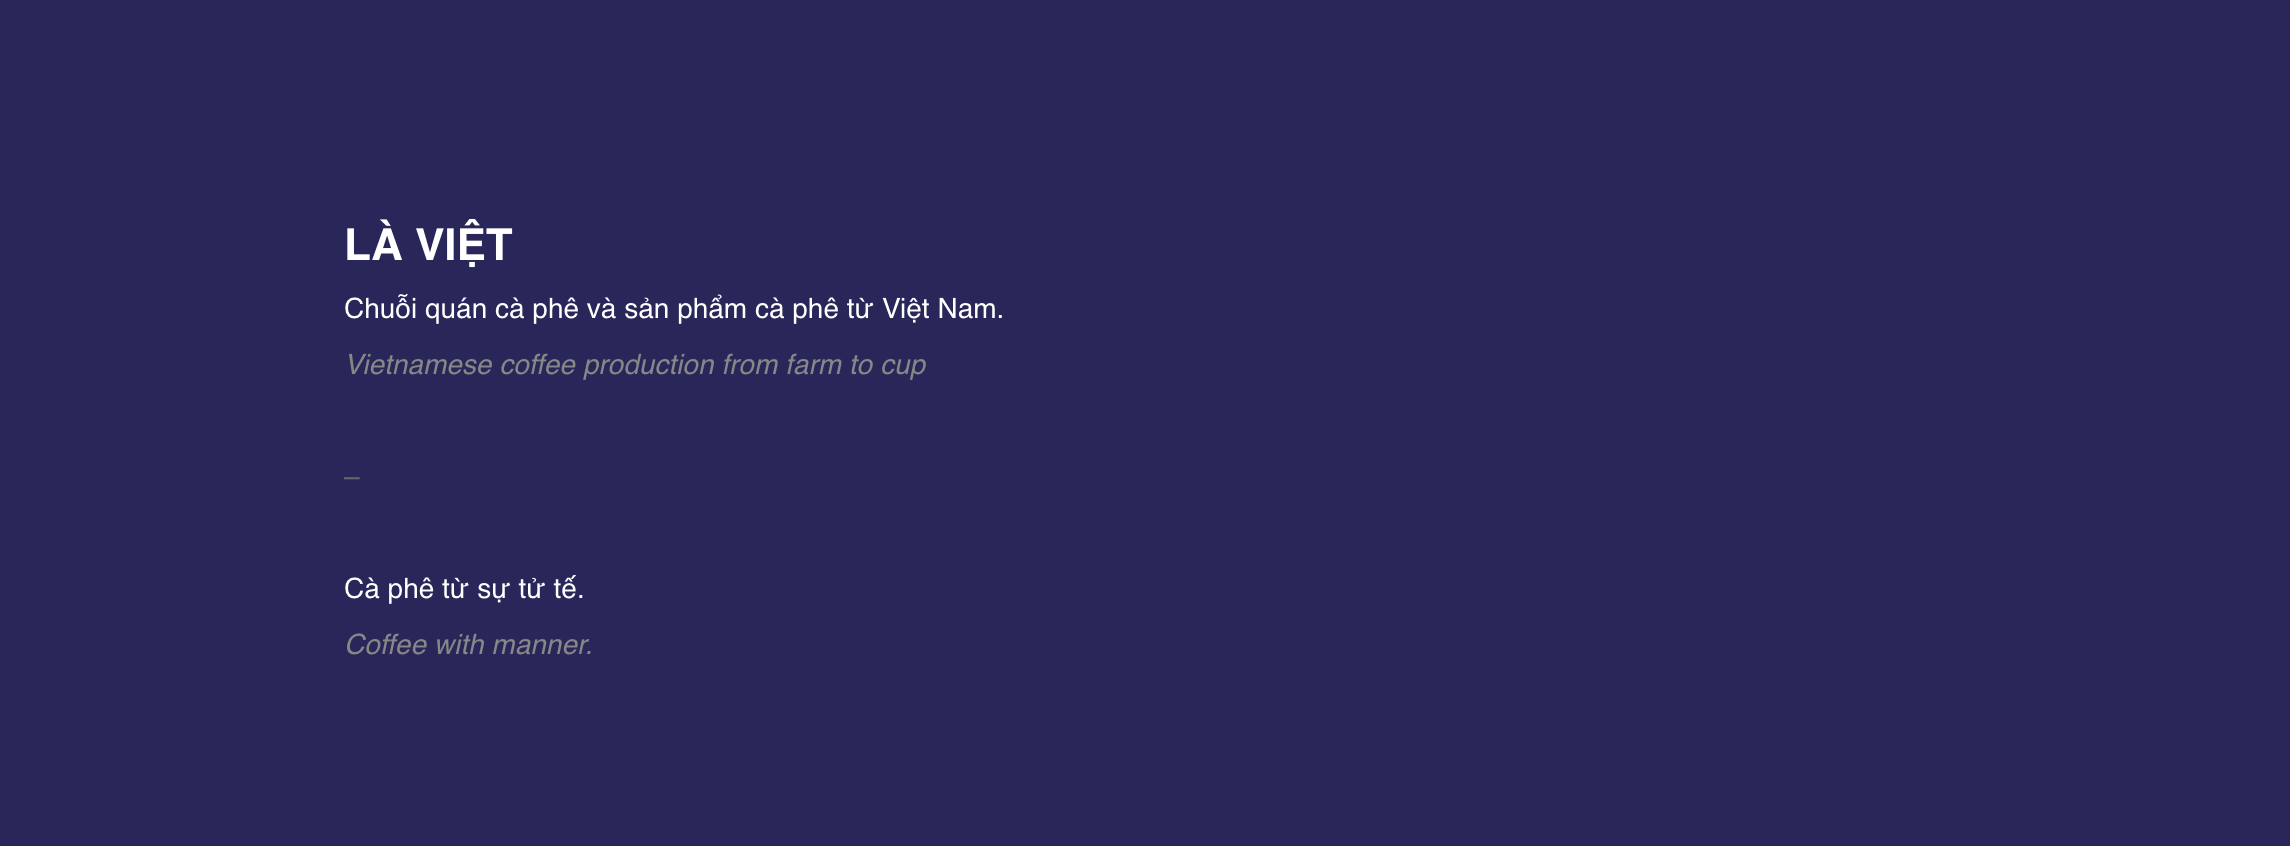 LÀ VIỆT
Chuỗi quán cà phê và sản phẩm cà phê từ Việt Nam.
Vietnamese coffee production from farm to cup
–
Cà phê từ sự tử tế.
Coffee with manner.